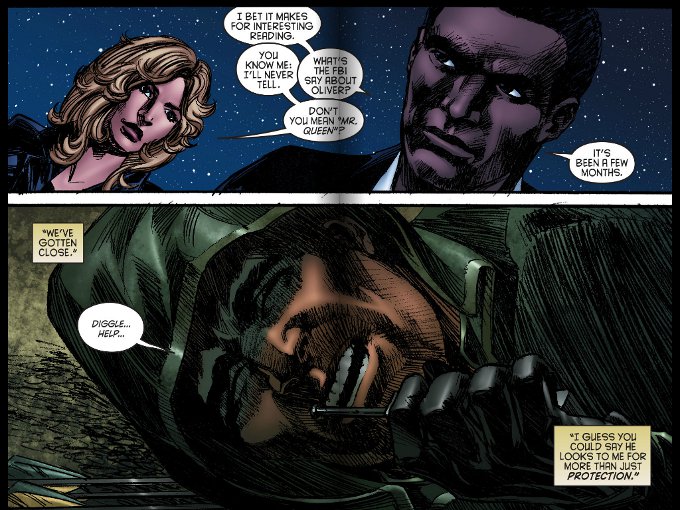 I BET IT MAKES
FOR INTERESTING
READING.
YOU
KNOW ME:
I'LL NEVER
TELL.
WHAT'S
THE FBI
SAY ABOUT
OLIVER?
DON'T
YOU MEAN "MR.
QUEEN"?
IT'S
BEEN A FEW
MONTHS.
"WE'VE
GOTTEN
CLOSE."
DIGGLE...
HELP...
"I GUESS YOU
COULD SAY HE
LOOKS TO ME FOR
MORE THAN JUST
PROTECTION."